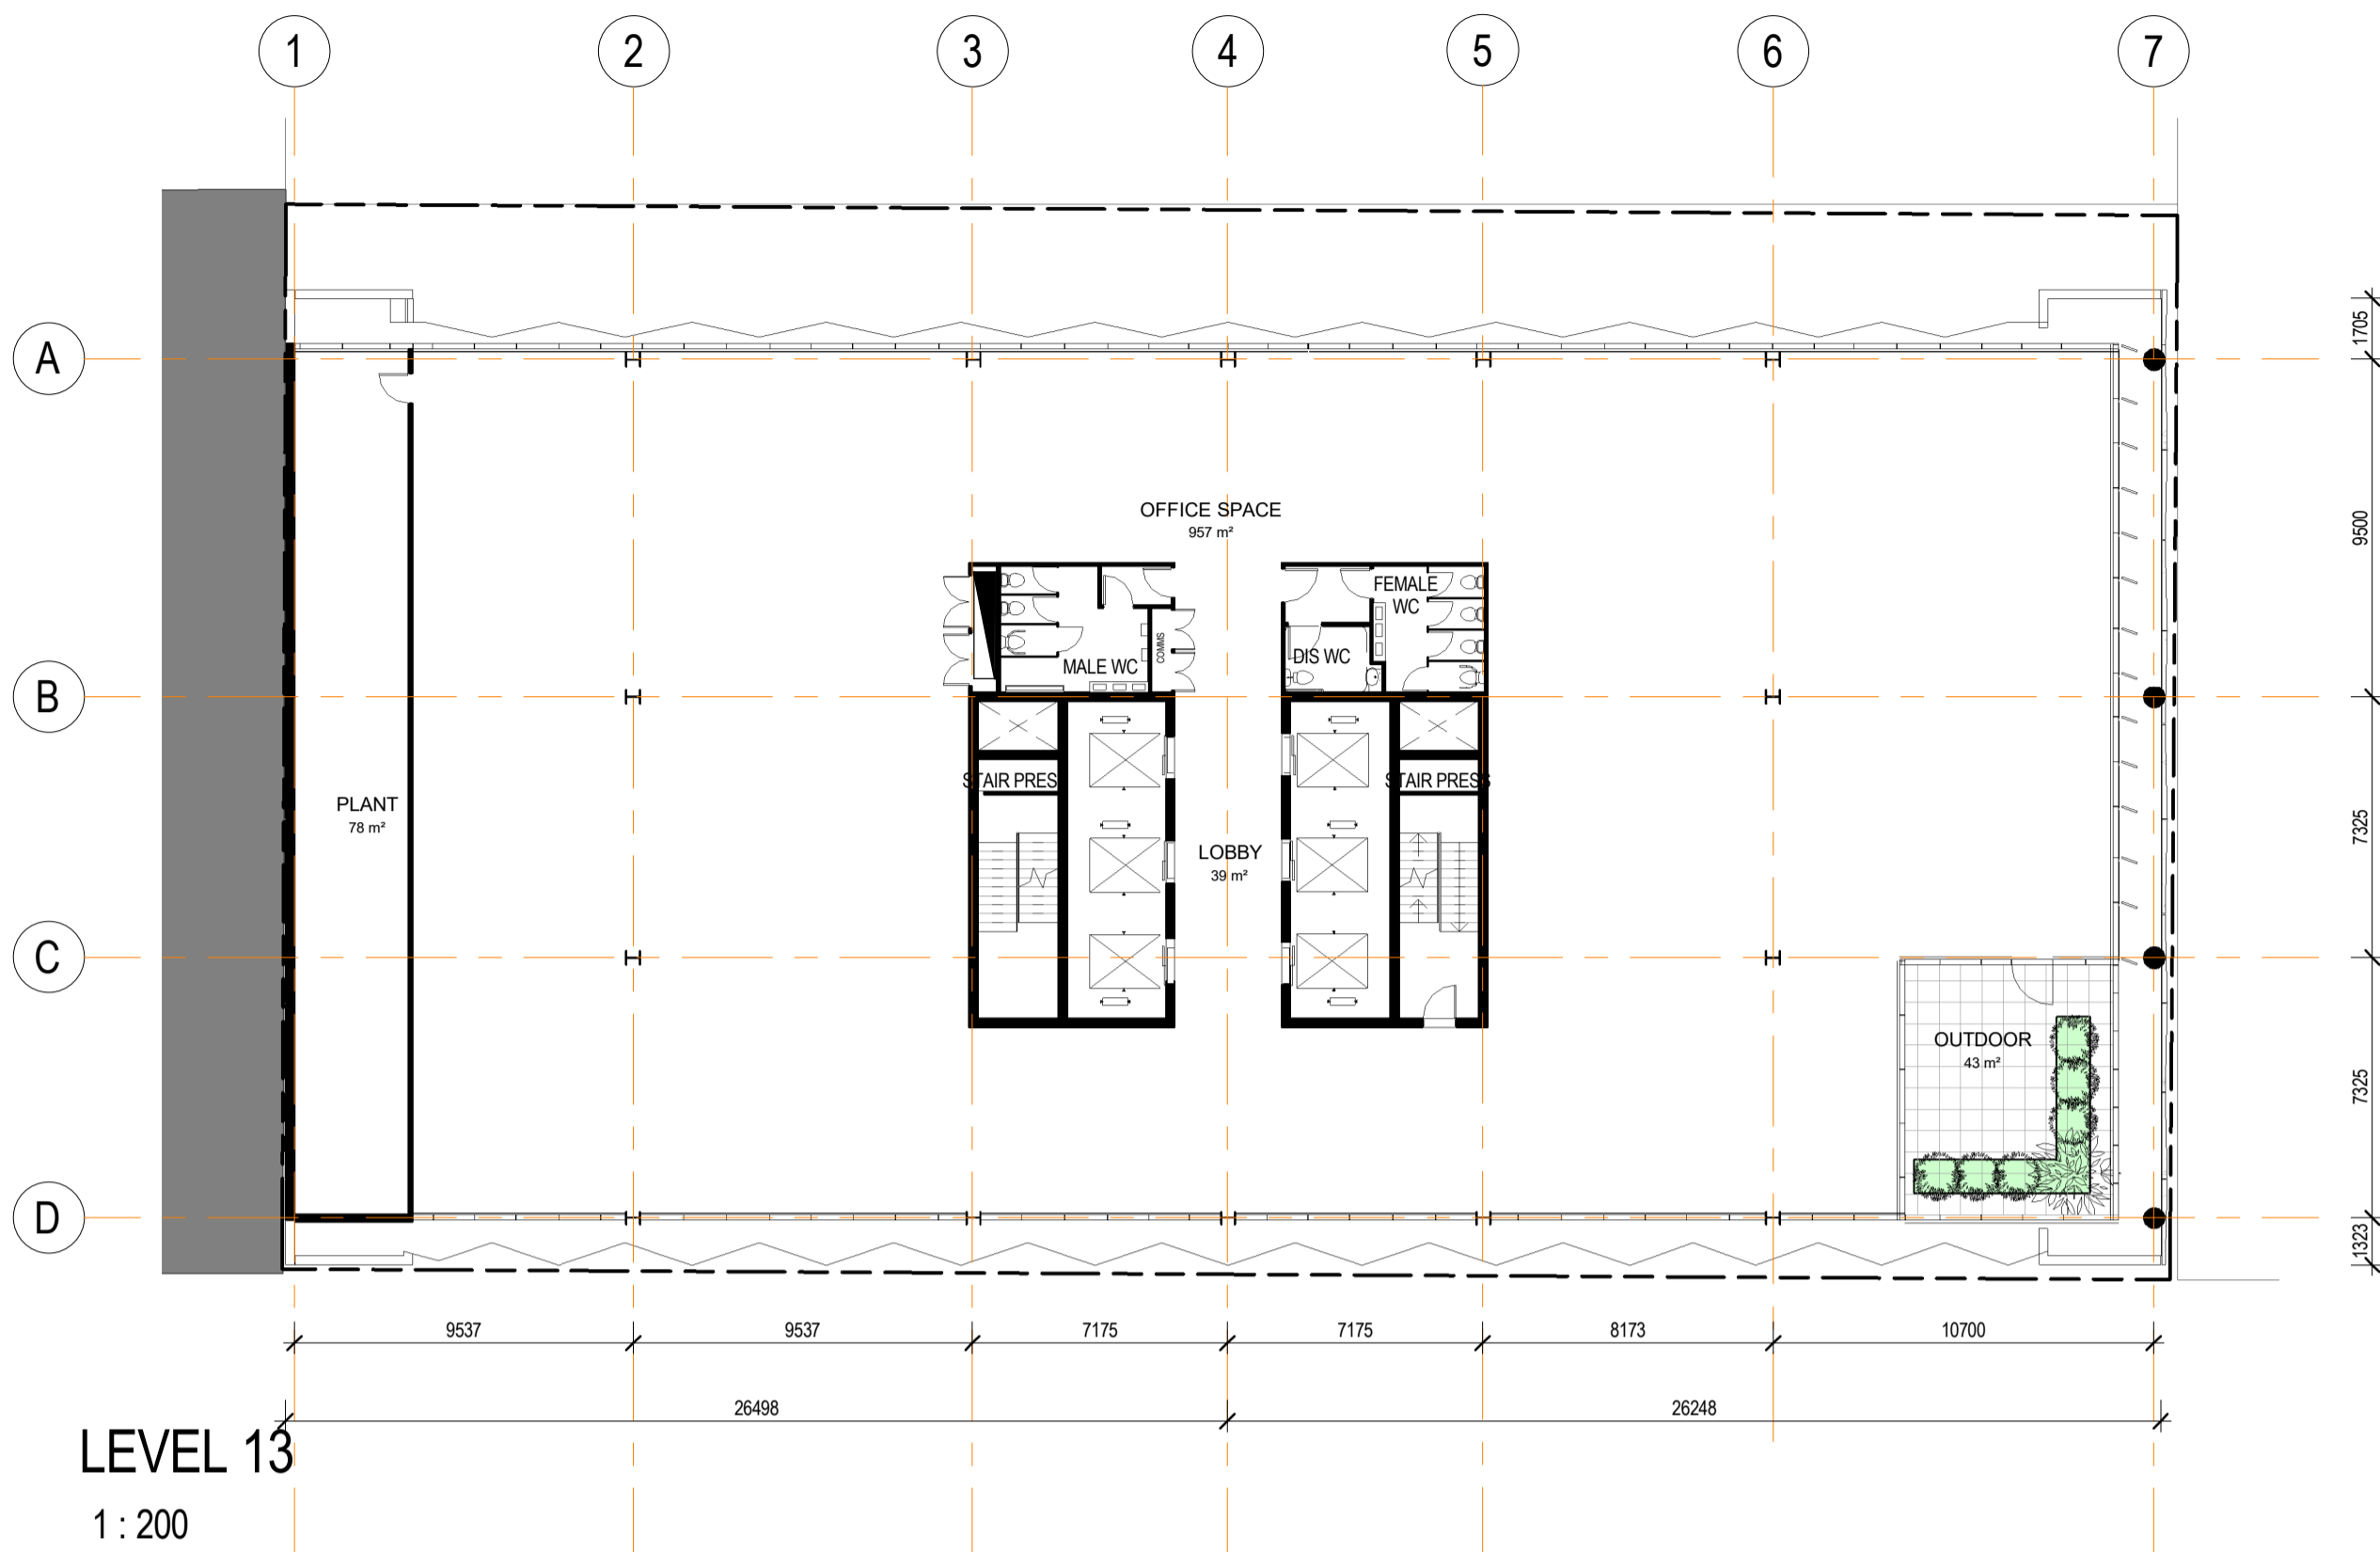 1 2 3 4 5 6 7
1705
A
9500
OFFICE SPACE
957 m²
FEMALE
WC
COMMS
DIS WC
MALE WC
B
STAIR PRES
STAIR PRESS
PLANT
78 m²
7325
LOBBY
39 m²
C
OUTDOOR
43 m²
7325
D
1323
9537 9537 7175 7175 8173 10700
26498 26248
LEVEL 13
1 : 200